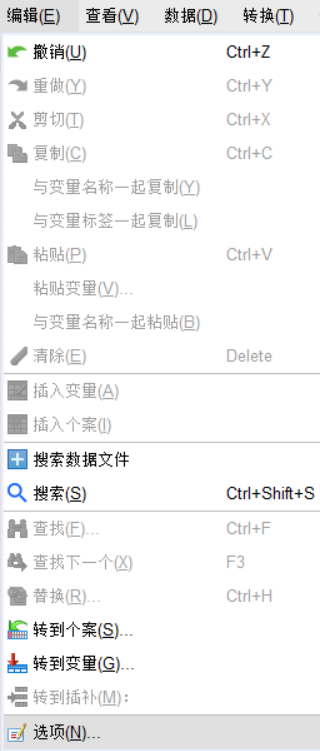 编辑(E) 查看(V) 数据(D) 转换(T)
撤销(U) Ctrl+Z
重做(Y) Ctrl+Y
剪切(T) Ctrl+X
复制(C) Ctrl+C
与变量名称一起复制(Y)
与变量标签一起复制(L)
粘贴(P) Ctrl+V
粘贴变量(V)...
与变量名称一起粘贴(B)
清除(E) Delete
插入变量(A)
插入个案(I)
搜索数据文件
搜索(S) Ctrl+Shift+S
查找(F)... Ctrl+F
查找下一个(X) F3
替换(R)... Ctrl+H
转到个案(S)...
转到变量(G)...
转到插补(M)：
选项(N)...